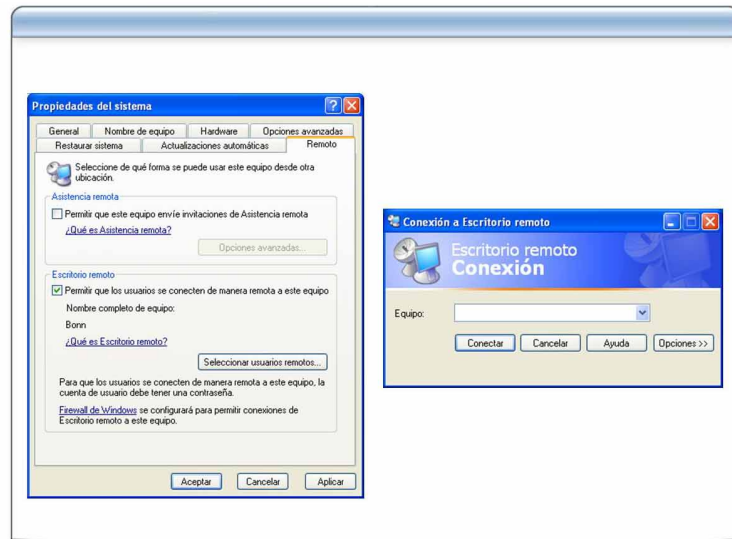 Propiedades del sistema
General
Nombre de equipo
Hardware
Opciones avanzadas
Restaurar sistema
Actualizaciones automáticas
Remoto
Seleccione de qué forma se puede usar este equipo desde otra
ubicación.
Asistencia remota
Permitir que este equipo envíe invitaciones de Asistencia remota
¿Qué es Asistencia remota?
Opciones avanzadas...
Escritorio remoto
Permitir que los usuarios se conecten de manera remota a este equipo
Nombre completo de equipo:
Bonn
¿Qué es Escritorio remoto?
Seleccionar usuarios remotos...
Para que los usuarios se conecten de manera remota a este equipo, la
cuenta de usuario debe tener una contraseña.
Firewall de Windows se configurará para permitir conexiones de
Escritorio remoto a este equipo.
Aceptar
Cancelar
Aplicar
Conexión a Escritorio remoto
Escritorio remoto
Conexión
Equipo:
Conectar
Cancelar
Ayuda
Opciones >>